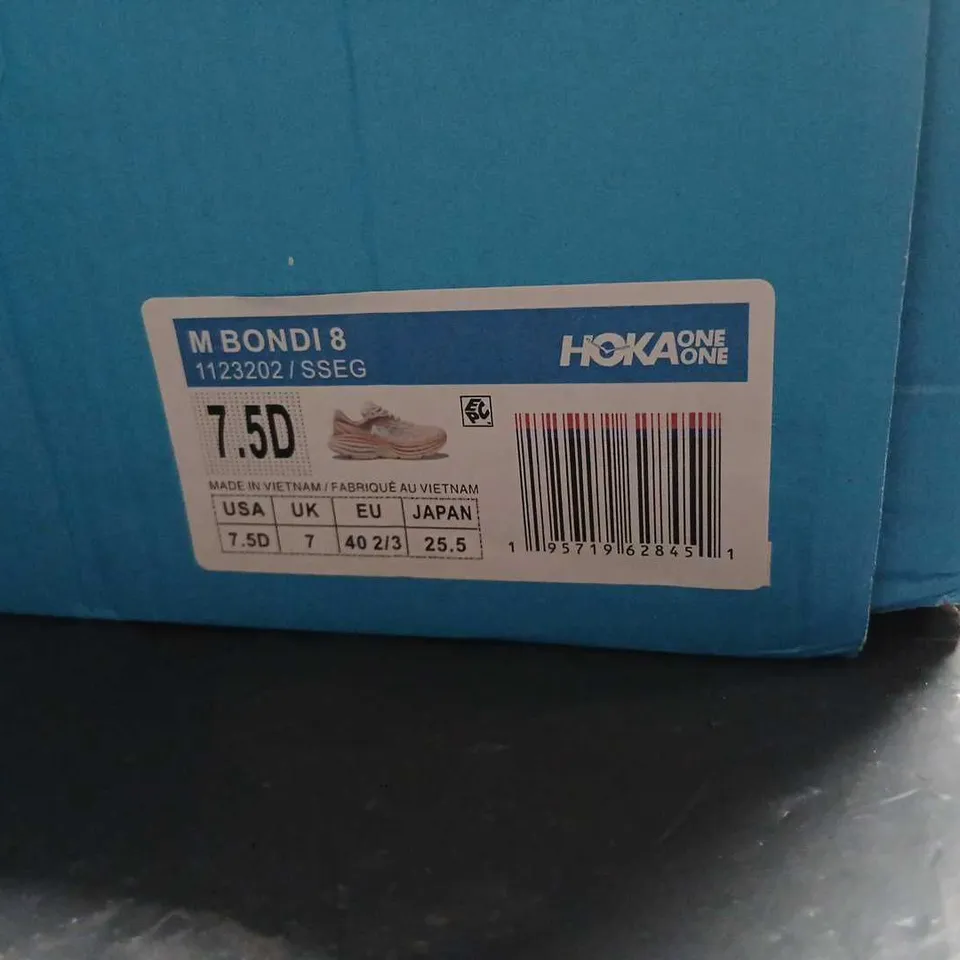 M BONDI 8
1123202 / SSEG
HOKA ONE ONE
7.5D
EPC
MADE IN VIETNAM / FABRIQUÉ AU VIETNAM
USA UK EU JAPAN
7.5D 7 40 2/3 25.5
1 95719 62845 1